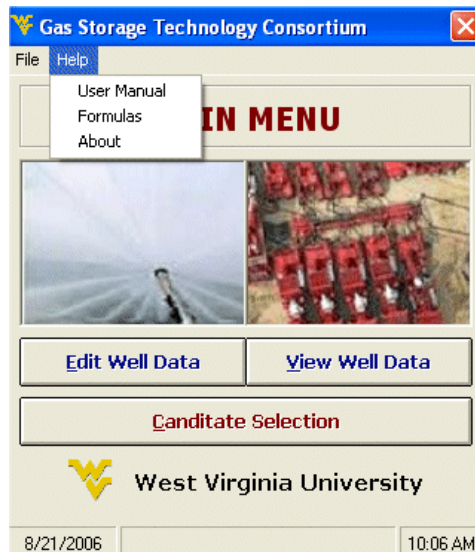 Gas Storage Technology Consortium
File Help
User Manual
Formulas
About
IN MENU
Edit Well Data View Well Data
Canditate Selection
West Virginia University
8/21/2006 10:06 AM